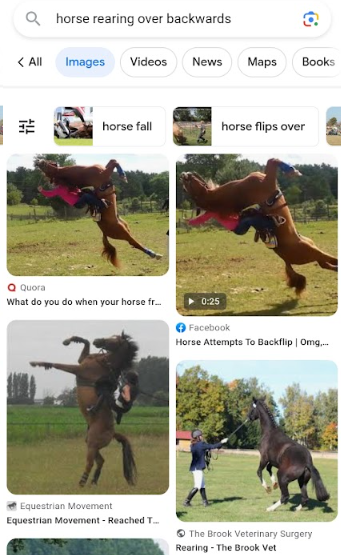 horse rearing over backwards
All
Images
Videos
News
Maps
Books
horse fall
horse flips over
Quora
What do you do when your horse fr...
0:25
Facebook
Horse Attempts To Backflip | Omg,...
Equestrian Movement
Equestrian Movement - Reached T...
The Brook Veterinary Surgery
Rearing - The Brook Vet